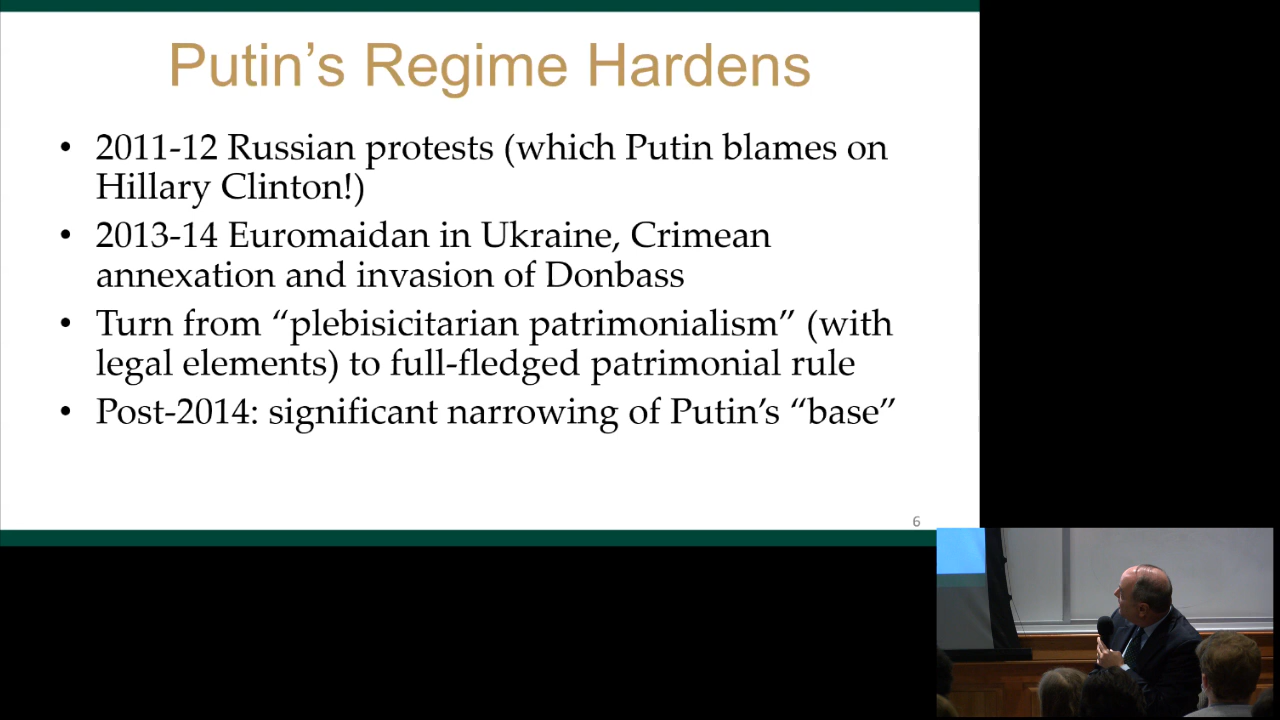 Putin’s Regime Hardens
• 2011-12 Russian protests (which Putin blames on
Hillary Clinton!)
• 2013-14 Euromaidan in Ukraine, Crimean
annexation and invasion of Donbass
• Turn from “plebisicitarian patrimonialism” (with
legal elements) to full-fledged patrimonial rule
• Post-2014: significant narrowing of Putin’s “base”
6